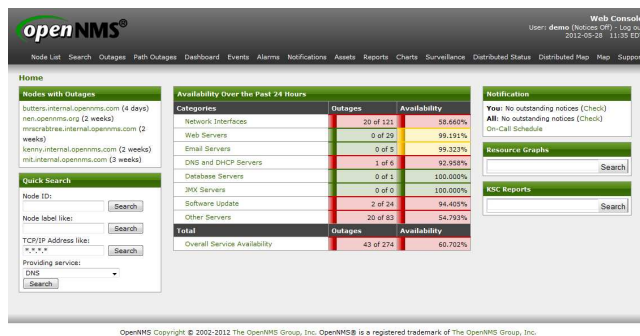 openNMS®
Web Console
User: demo (Notices Off) - Log ou
2012-05-28 11:35 EDT
Node List Search Outages Path Outages Dashboard Events Alarms Notifications Assets Reports Charts Surveillance Distributed Status Distributed Map Map Suppor
Home
Nodes with Outages
butters.internal.opennms.com (4 days)
nen.opennms.org (2 weeks)
mrscrabtree.internal.opennms.com (2
weeks)
kenny.internal.opennms.com (2 weeks)
mit.internal.opennms.com (3 weeks)
Quick Search
Node ID:
Search
Node label like:
Search
TCP/IP Address like:
*.*.*.*
Search
Providing service:
DNS
Search
Availability Over the Past 24 Hours
Categories Outages Availability
Network Interfaces 20 of 121 58.660%
Web Servers 0 of 29 99.191%
Email Servers 0 of 5 99.323%
DNS and DHCP Servers 1 of 6 92.958%
Database Servers 0 of 1 100.000%
JMX Servers 0 of 0 100.000%
Software Update 2 of 24 94.405%
Other Servers 20 of 83 54.793%
Total Outages Availability
Overall Service Availability 43 of 274 60.702%
Notification
You: No outstanding notices (Check)
All: No outstanding notices (Check)
On-Call Schedule
Resource Graphs
Search
KSC Reports
Search
OpenNMS Copyright © 2002-2012 The OpenNMS Group, Inc. OpenNMS® is a registered trademark of The OpenNMS Group, Inc.